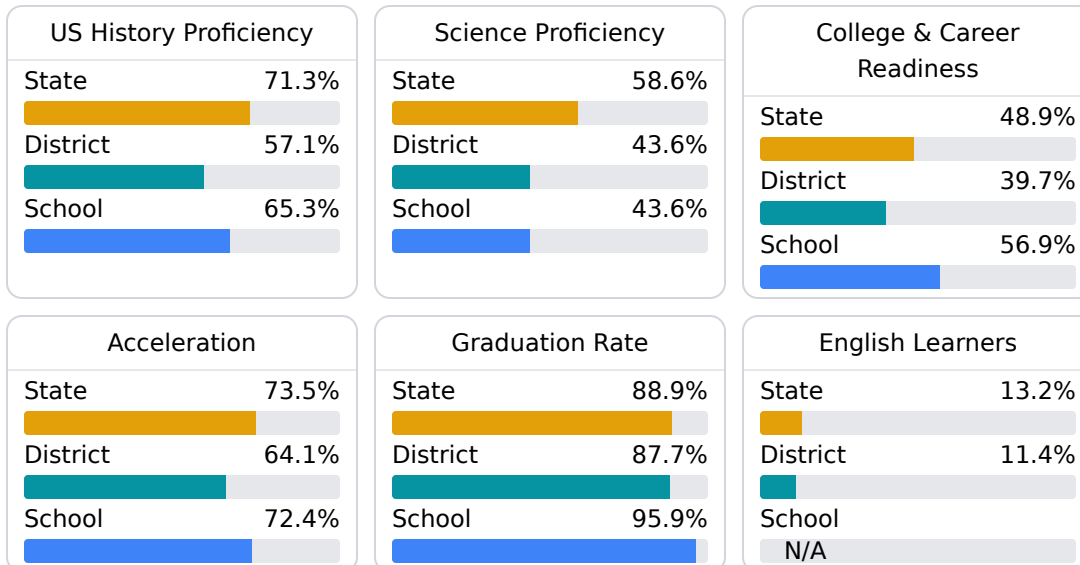 US History Proficiency
State 71.3%
District 57.1%
School 65.3%
Science Proficiency
State 58.6%
District 43.6%
School 43.6%
College & Career
Readiness
State 48.9%
District 39.7%
School 56.9%
Acceleration
State 73.5%
District 64.1%
School 72.4%
Graduation Rate
State 88.9%
District 87.7%
School 95.9%
English Learners
State 13.2%
District 11.4%
School
N/A